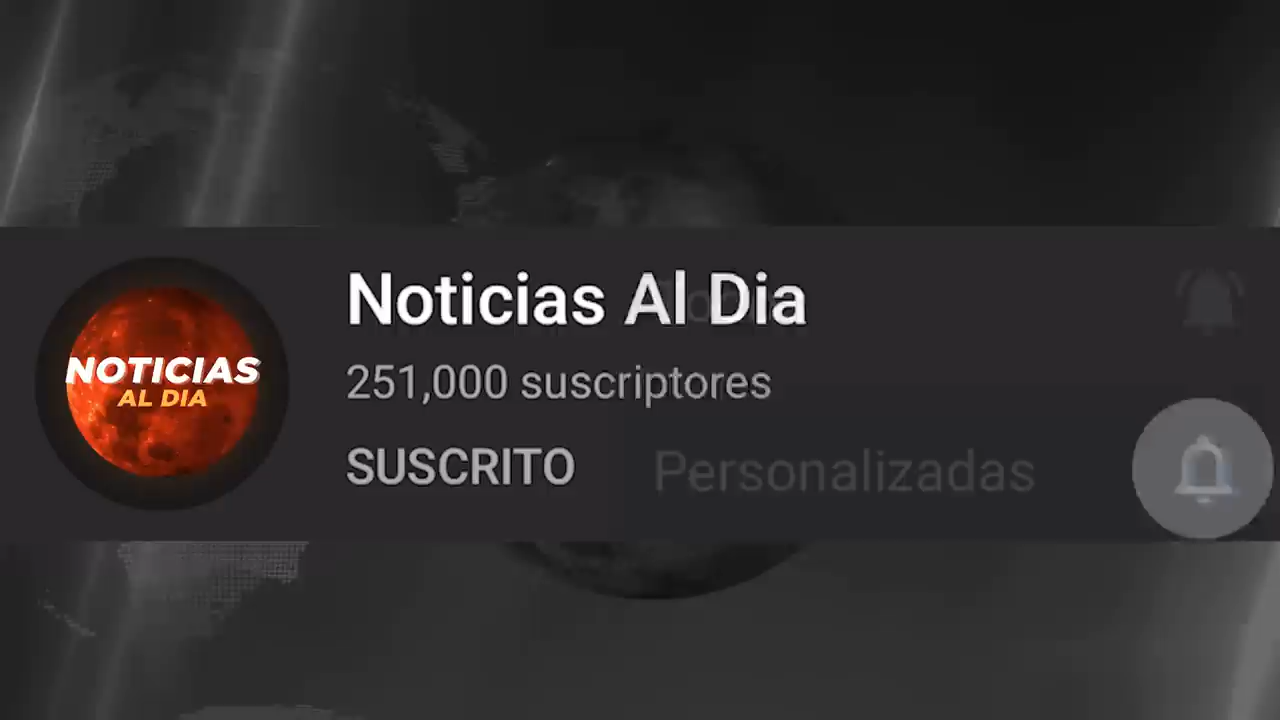 Noticias Al Dia
251,000 suscriptores
NOTICIAS
AL DIA
SUSCRITO
Personalizadas